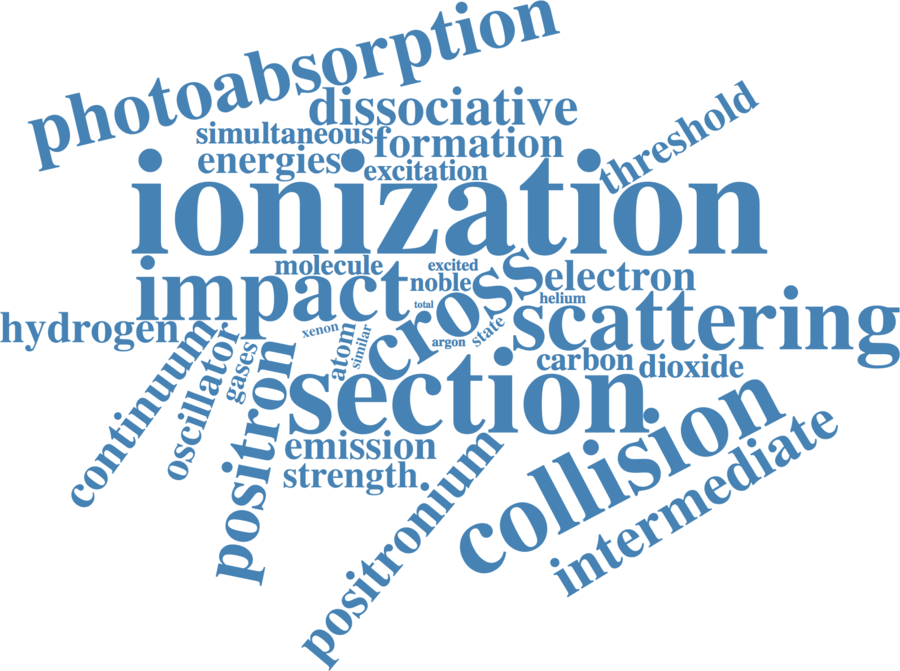 photoabsorption
dissociative
simultaneous
formation
threshold
energies
excitation
ionization
molecule
excited
impact
noble
cross
electron
total
helium
scattering
hydrogen
xenon
atom
similar
argon
state
continuum
oscillator
gases
positron
section
carbon
dioxide
emission
strength
positronium
collision
intermediate